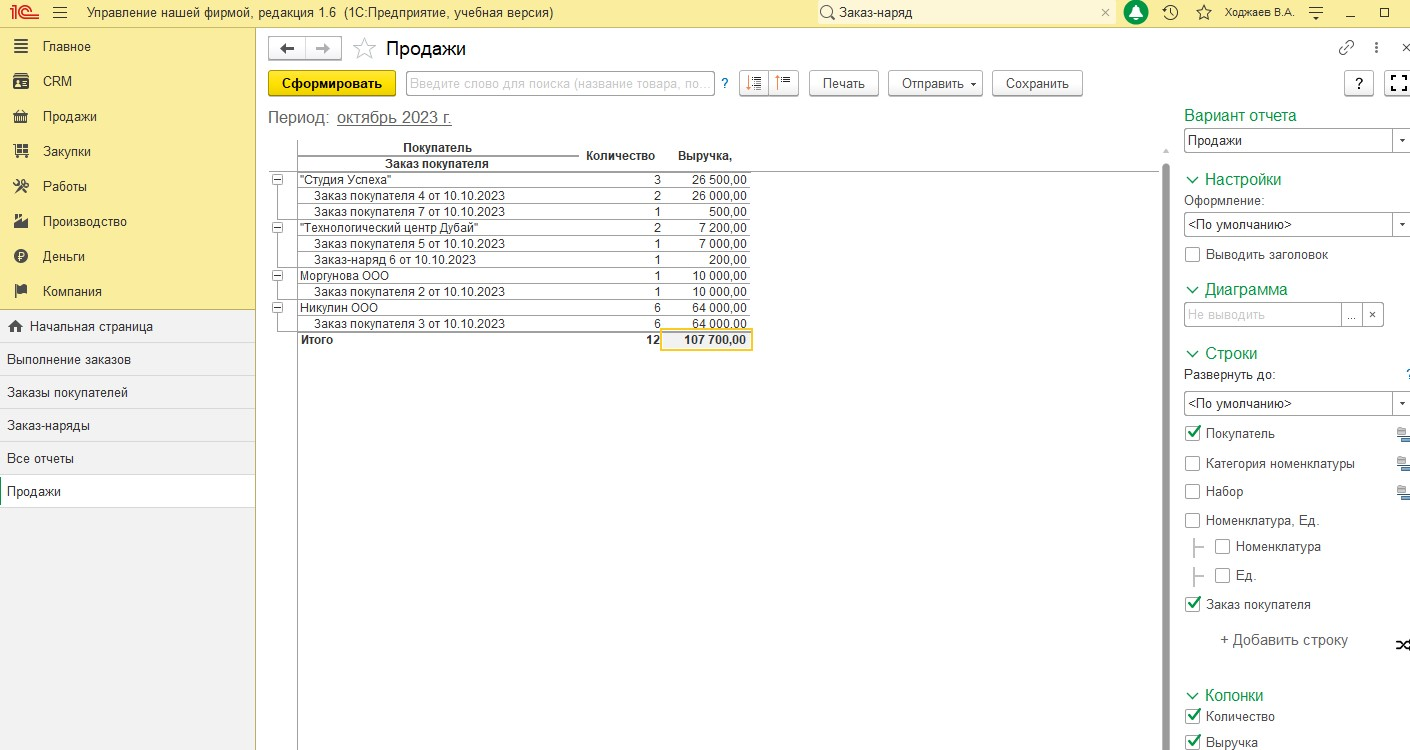 1С Управление нашей фирмой, редакция 1.6 (1С:Предприятие, учебная версия) Заказ-наряд Ходжаев В.А.
Главное
CRM
Продажи
Закупки
Работы
Производство
Деньги
Компания
Начальная страница
Выполнение заказов
Заказы покупателей
Заказ-наряды
Все отчеты
Продажи
Продажи
Сформировать Введите слово для поиска (название товара, по... ? Печать Отправить Сохранить ?
Период: октябрь 2023 г.
Покупатель Количество Выручка,
Заказ покупателя
"Студия Успеха" 3 26 500,00
Заказ покупателя 4 от 10.10.2023 2 26 000,00
Заказ покупателя 7 от 10.10.2023 1 500,00
"Технологический центр Дубай" 2 7 200,00
Заказ покупателя 5 от 10.10.2023 1 7 000,00
Заказ-наряд 6 от 10.10.2023 1 200,00
Моргунова ООО 1 10 000,00
Заказ покупателя 2 от 10.10.2023 1 10 000,00
Никулин ООО 6 64 000,00
Заказ покупателя 3 от 10.10.2023 6 64 000,00
Итого 12 107 700,00
Вариант отчета
Продажи
Настройки
Оформление:
<По умолчанию>
Выводить заголовок
Диаграмма
Не выводить ... ×
Строки
Развернуть до: ?
<По умолчанию>
Покупатель
Категория номенклатуры
Набор
Номенклатура, Ед.
Номенклатура
Ед.
Заказ покупателя
+ Добавить строку
Колонки
Количество
Выручка